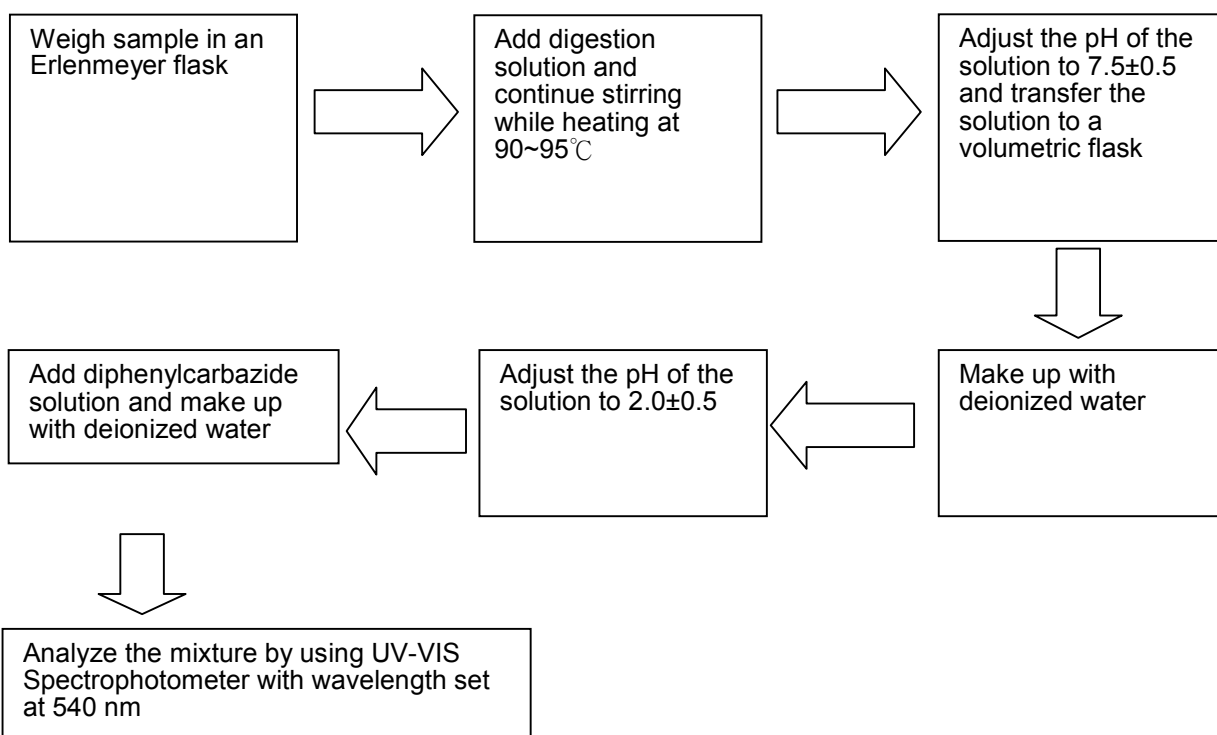 Weigh sample in an
Erlenmeyer flask
Add digestion
solution and
continue stirring
while heating at
90~95℃
Adjust the pH of the
solution to 7.5±0.5
and transfer the
solution to a
volumetric flask
Make up with
deionized water
Adjust the pH of the
solution to 2.0±0.5
Add diphenylcarbazide
solution and make up
with deionized water
Analyze the mixture by using UV-VIS
Spectrophotometer with wavelength set
at 540 nm